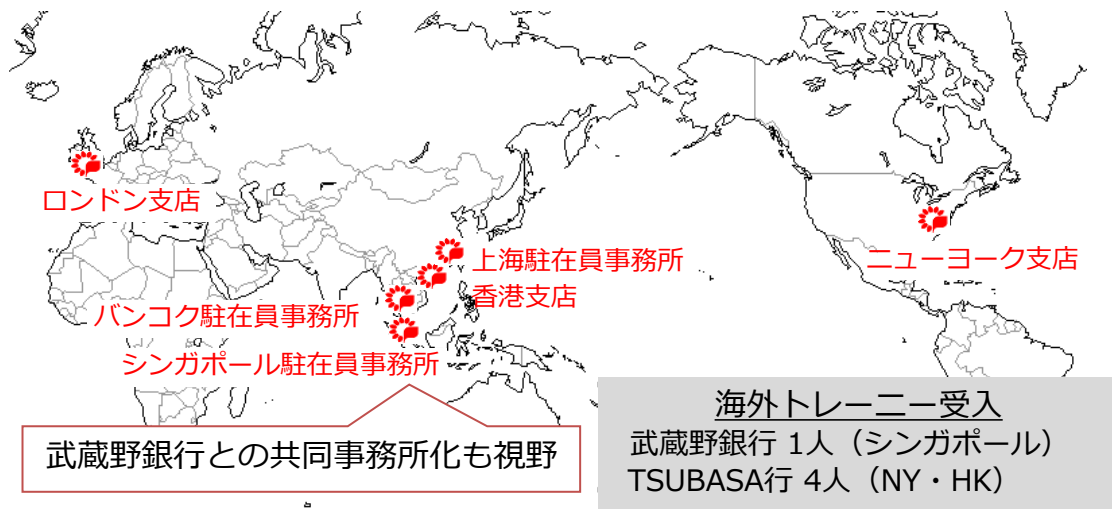 ロンドン支店
上海駐在員事務所
ニューヨーク支店
香港支店
バンコク駐在員事務所
シンガポール駐在員事務所
武蔵野銀行との共同事務所化も視野
海外トレーニー受入
武蔵野銀行 1人（シンガポール）
TSUBASA行 4人（NY・HK）